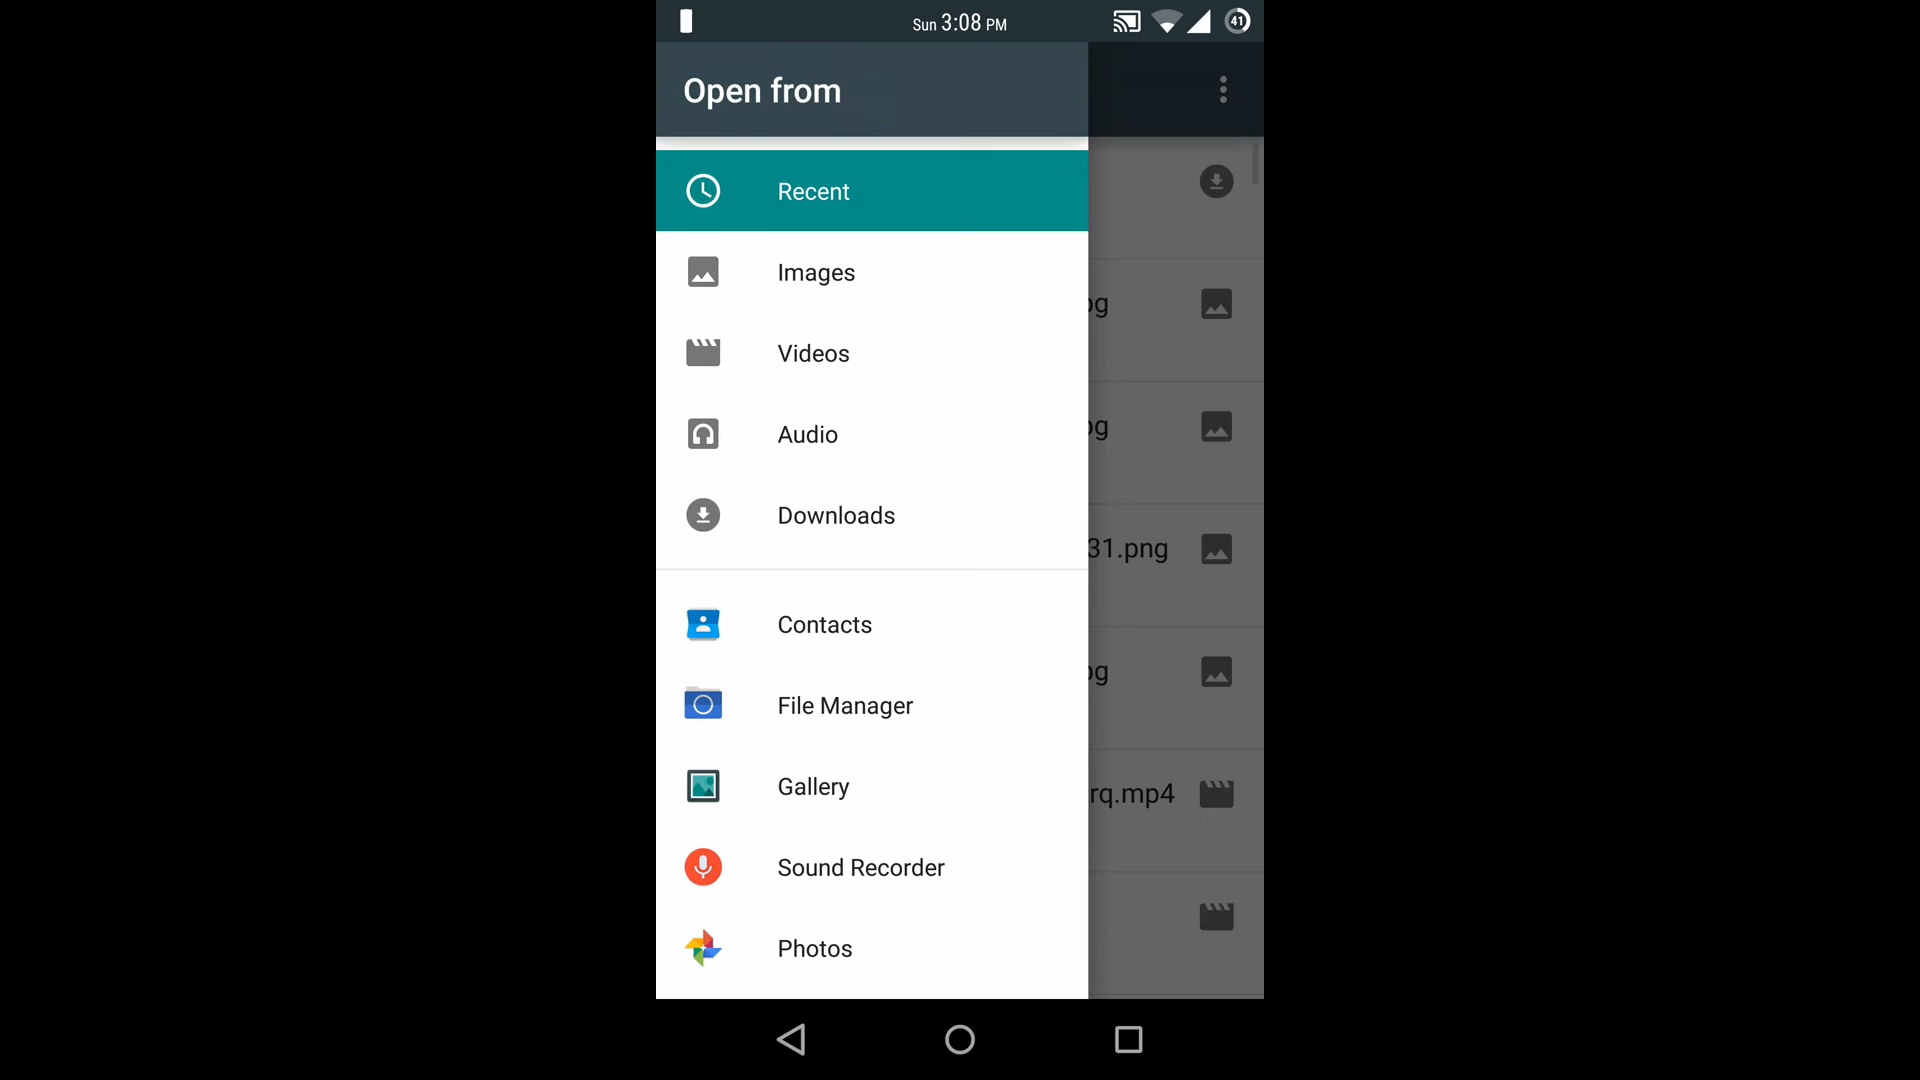 Sun 3:08 PM
41
Open from
Recent
Images
Videos
Audio
Downloads
31.png
Contacts
File Manager
Gallery
rq.mp4
Sound Recorder
Photos